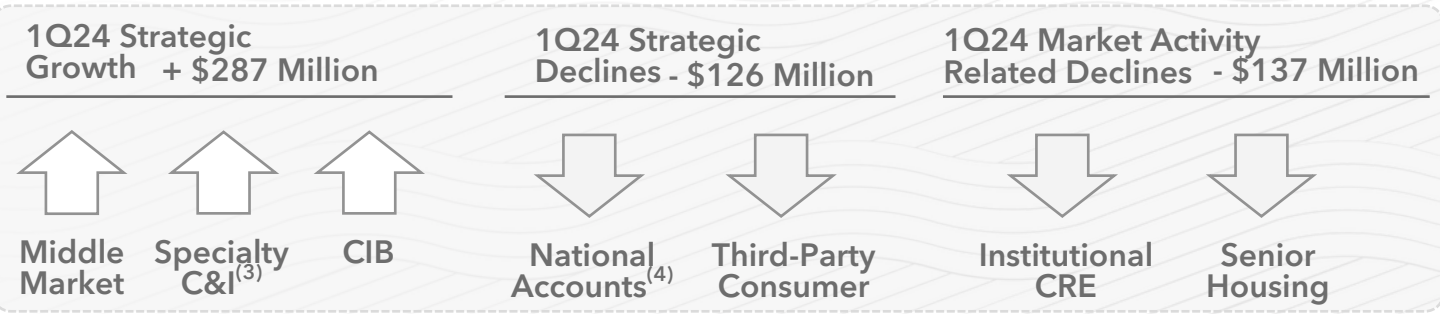 1Q24 Strategic
Growth + $287 Million
Middle
Market
Specialty
C&I(3)
CIB
1Q24 Strategic
Declines - $126 Million
National
Accounts(4)
Third-Party
Consumer
1Q24 Market Activity
Related Declines - $137 Million
Institutional
CRE
Senior
Housing